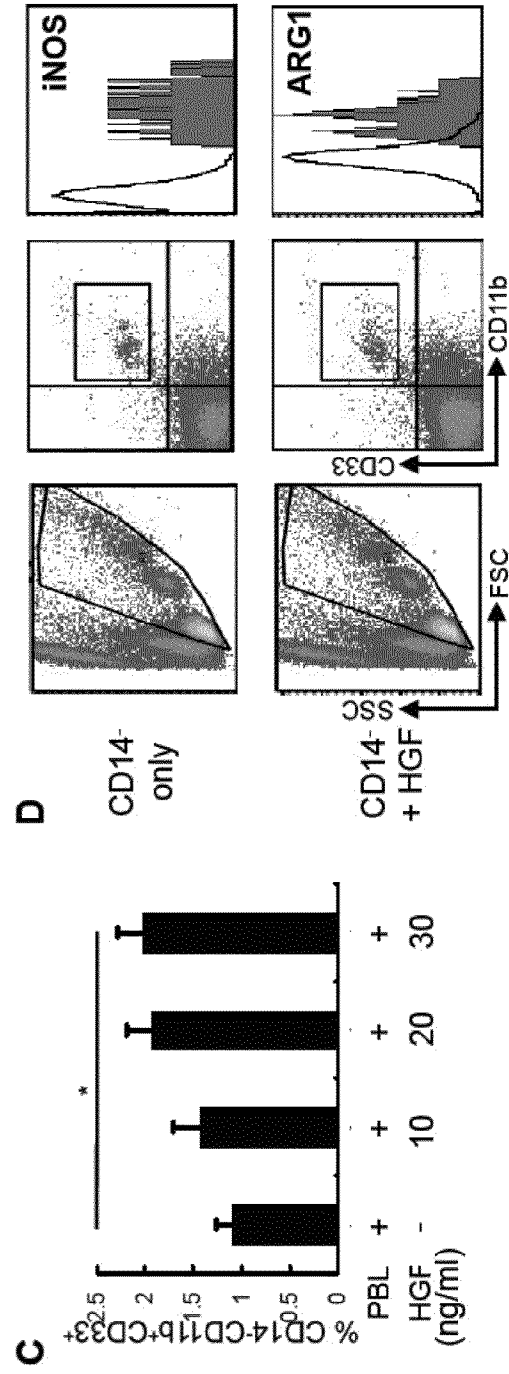 C
% CD14-CD11b+CD33+
2.5
2
1.5
1
0.5
0
*
PBL + + + +
HGF - 10 20 30
(ng/ml)
D
CD14-
only
iNOS
CD14-
+ HGF
ARG1
SSC
FSC
CD33
CD11b